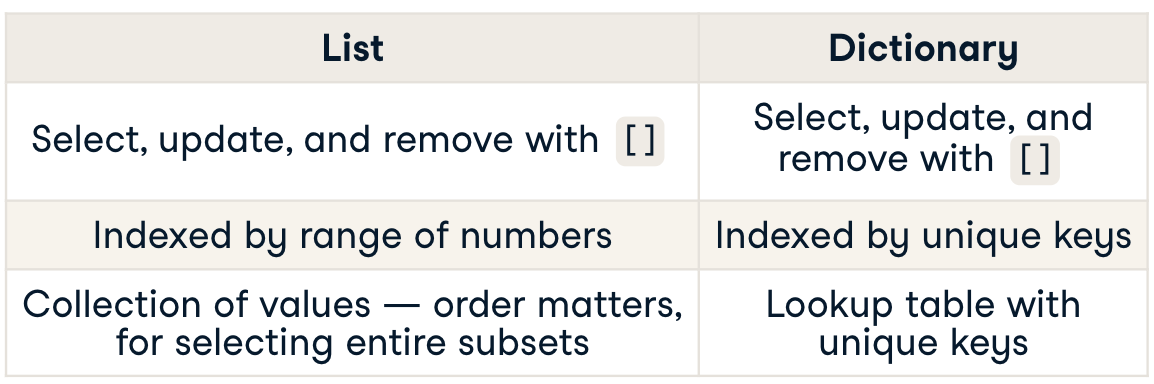 List
Dictionary
Select, update, and remove with []
Select, update, and
remove with []
Indexed by range of numbers
Indexed by unique keys
Collection of values — order matters,
for selecting entire subsets
Lookup table with
unique keys